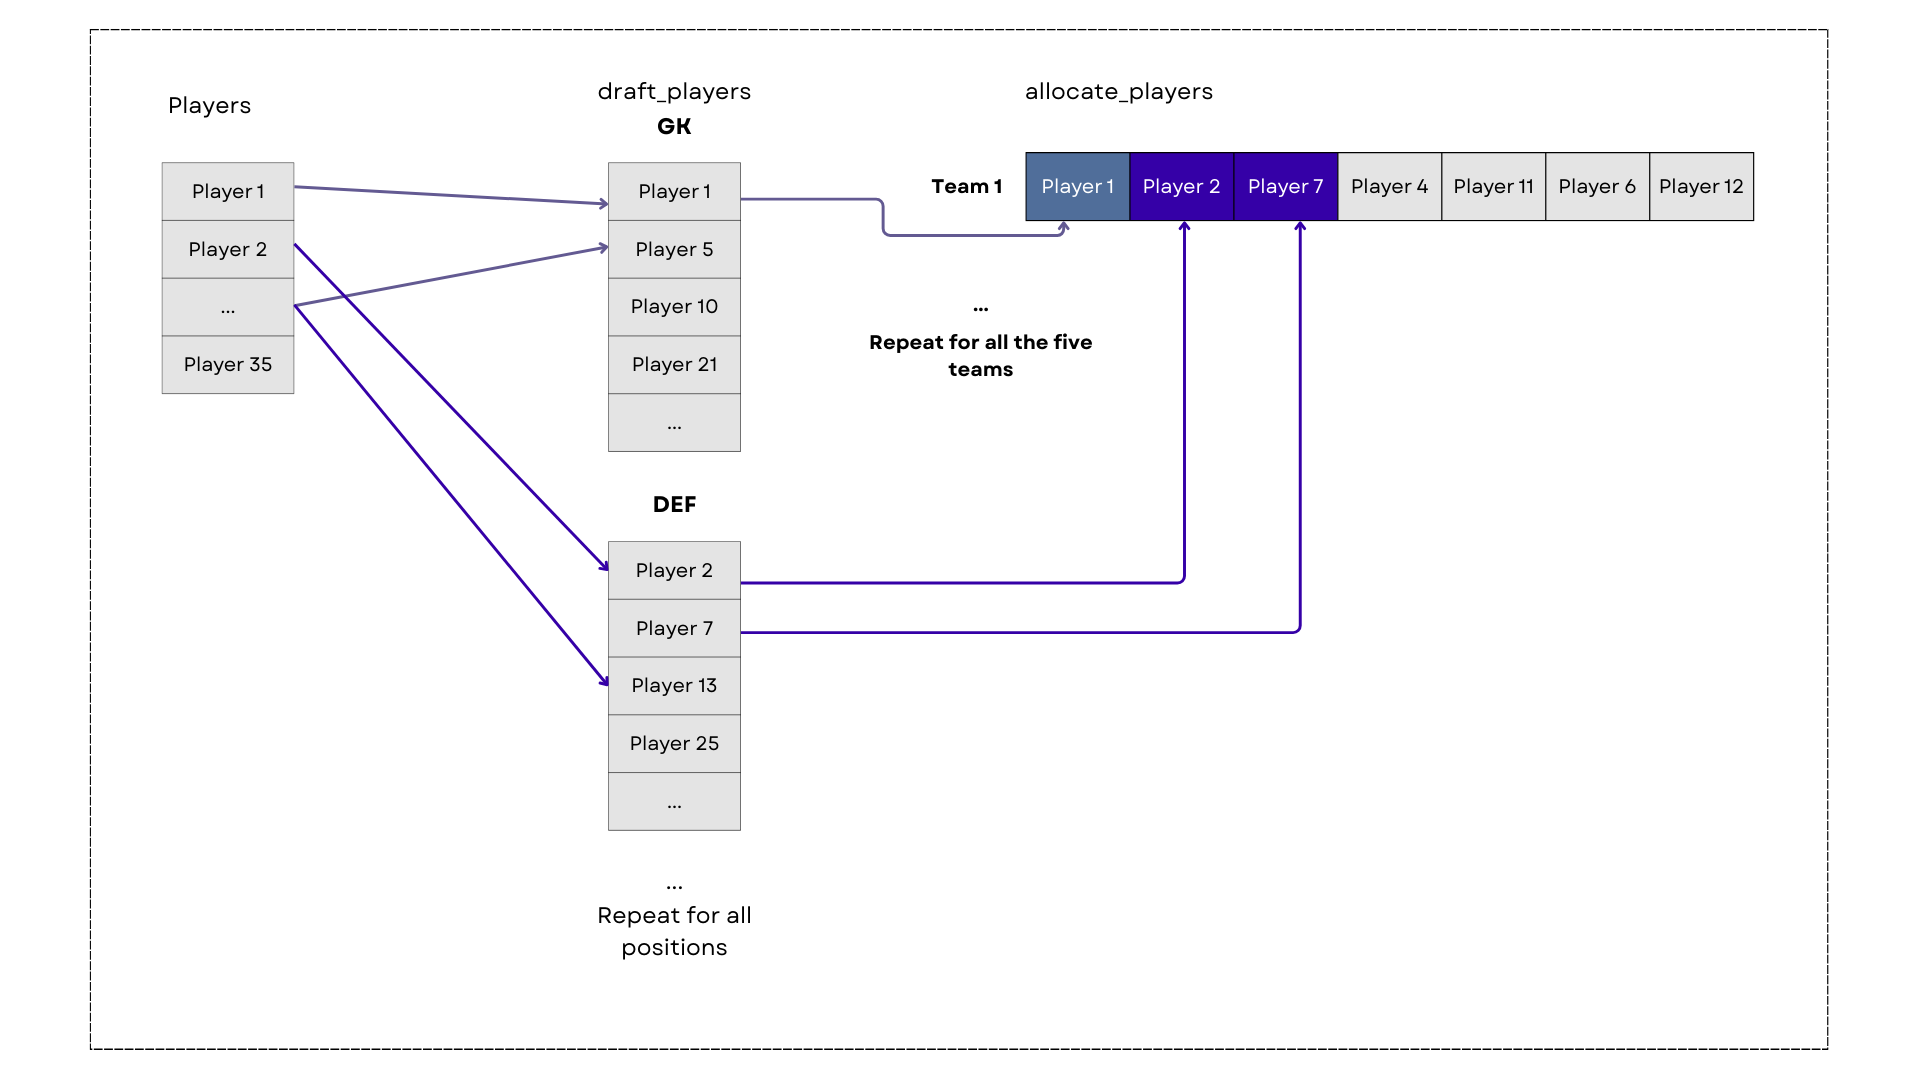 Players
Player 1
Player 2
...
Player 35
draft_players
GK
Player 1
Player 5
Player 10
Player 21
...
DEF
Player 2
Player 7
Player 13
Player 25
...
...
Repeat for all
positions
allocate_players
Team 1
Player 1
Player 2
Player 7
Player 4
Player 11
Player 6
Player 12
...
Repeat for all the five
teams